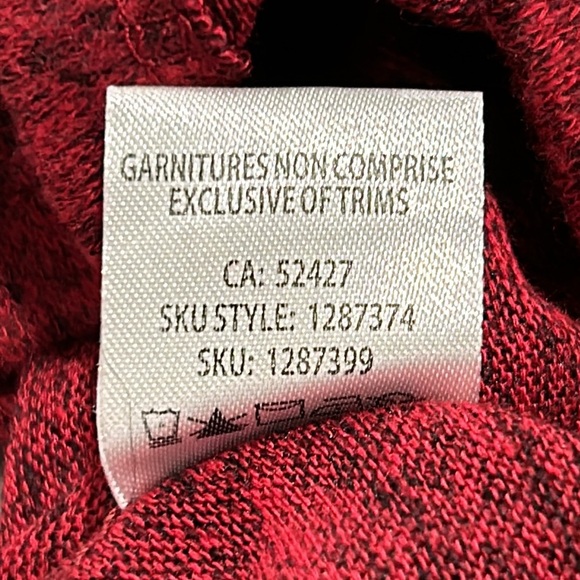 GARNITURES NON COMPRISE
EXCLUSIVE OF TRIMS
CA: 52427
SKU STYLE: 1287374
SKU: 1287399